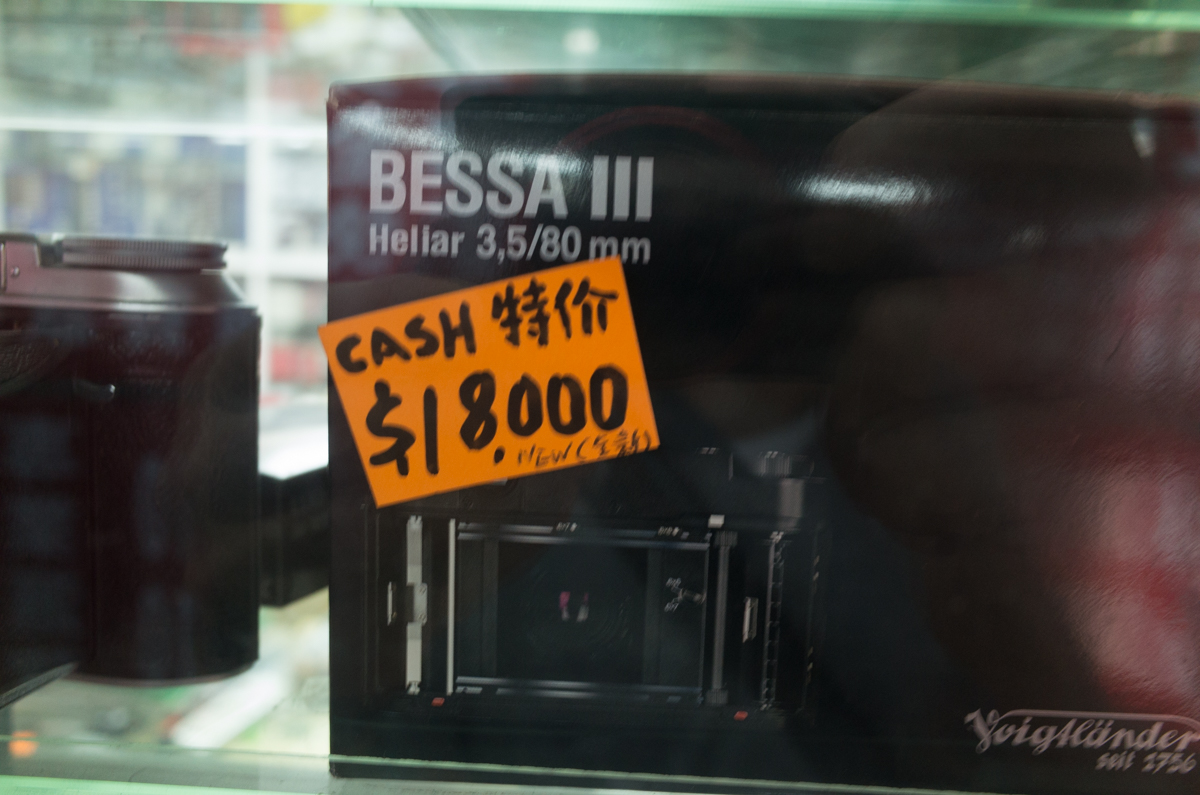 BESSA III
Heliar 3,5/80 mm
CASH 特价
$18,000
NEW (全新)
Voigtländer
seit 1756